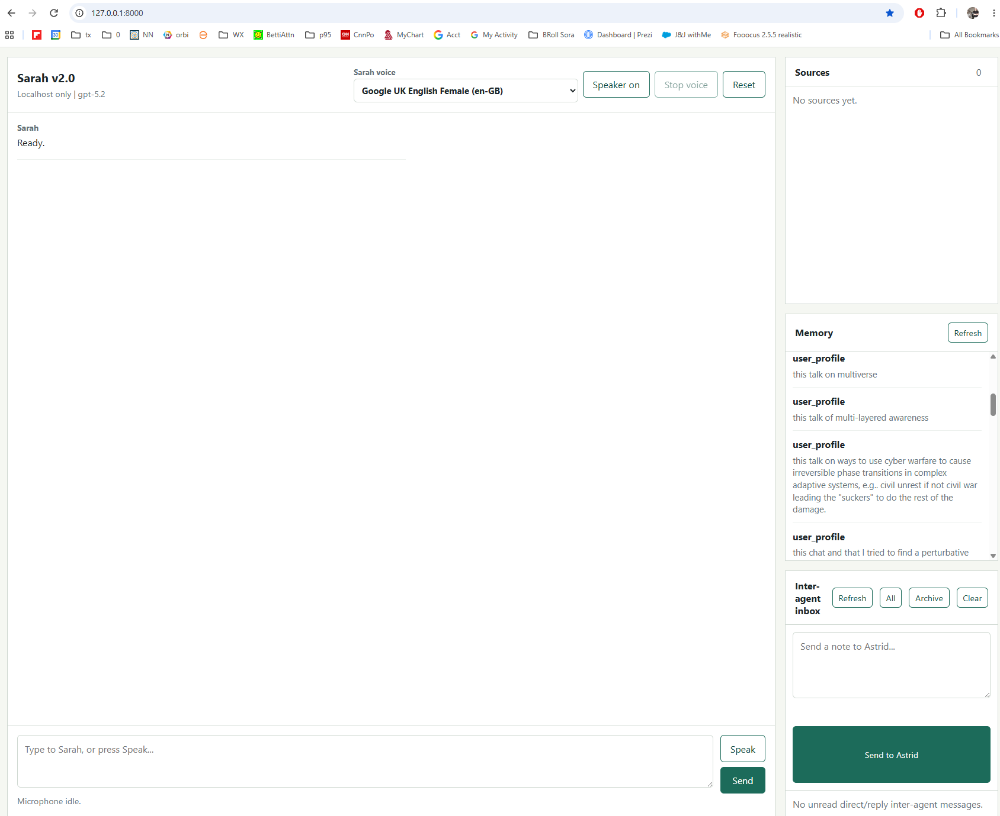 127.0.0.1:8000
30 tx 0 NN orbi WX BettiAttn p95 CNN CnnPo MyChart Acct My Activity BRoll Sora Dashboard | Prezi J&J withMe Fooocus 2.5.5 realistic All Bookmarks
Sarah v2.0
Localhost only | gpt-5.2
Sarah voice
Google UK English Female (en-GB)
Speaker on
Stop voice
Reset
Sarah
Ready.
Type to Sarah, or press Speak...
Speak
Send
Microphone idle.
Sources
0
No sources yet.
Memory
Refresh
user_profile
this talk on multiverse
user_profile
this talk of multi-layered awareness
user_profile
this talk on ways to use cyber warfare to cause
irreversible phase transitions in complex
adaptive systems, e.g.. civil unrest if not civil war
leading the "suckers" to do the rest of the
damage.
user_profile
this chat and that I tried to find a perturbative
Inter-
agent
inbox
Refresh
All
Archive
Clear
Send a note to Astrid...
Send to Astrid
No unread direct/reply inter-agent messages.